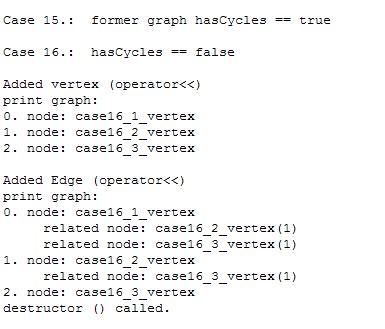 Case 15.:  former graph hasCycles == true
Case 16.:  hasCycles == false
Added vertex (operator<<)
print graph:
0. node: case16_1_vertex
1. node: case16_2_vertex
2. node: case16_3_vertex
Added Edge (operator<<)
print graph:
0. node: case16_1_vertex
     related node: case16_2_vertex(1)
     related node: case16_3_vertex(1)
1. node: case16_2_vertex
     related node: case16_3_vertex(1)
2. node: case16_3_vertex
destructor () called.